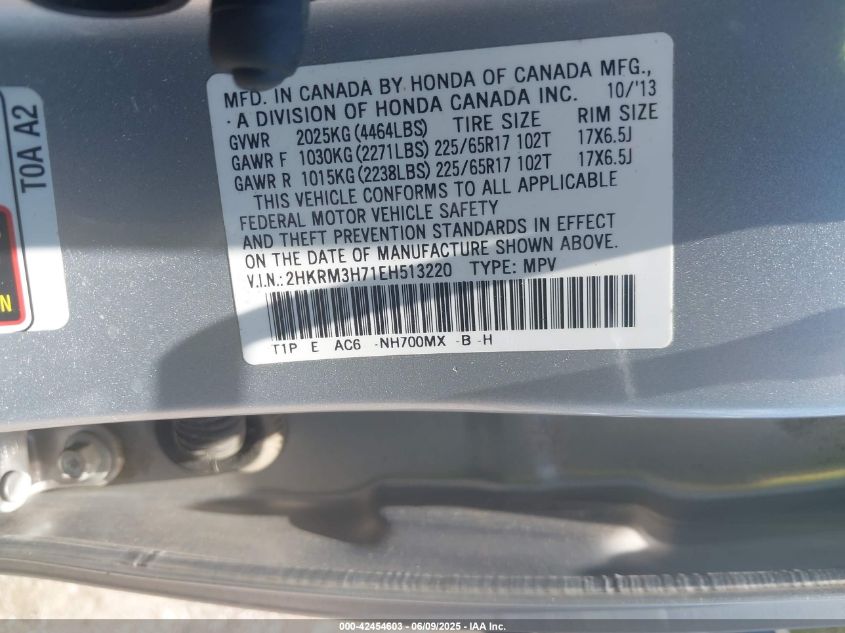 MFD. IN CANADA BY HONDA OF CANADA MFG.,
A DIVISION OF HONDA CANADA INC. 10/'13
GVWR 2025KG (4464LBS) TIRE SIZE RIM SIZE
GAWR F 1030KG (2271LBS) 225/65R17 102T 17X6.5J
GAWR R 1015KG (2238LBS) 225/65R17 102T 17X6.5J
THIS VEHICLE CONFORMS TO ALL APPLICABLE
FEDERAL MOTOR VEHICLE SAFETY
AND THEFT PREVENTION STANDARDS IN EFFECT
ON THE DATE OF MANUFACTURE SHOWN ABOVE.
V.I.N.: 2HKRM3H71EH513220 TYPE: MPV
T1P E AC6 -NH700MX -B -H
T0A A2
N
000-42454603 - 06/09/2025 - IAA Inc.